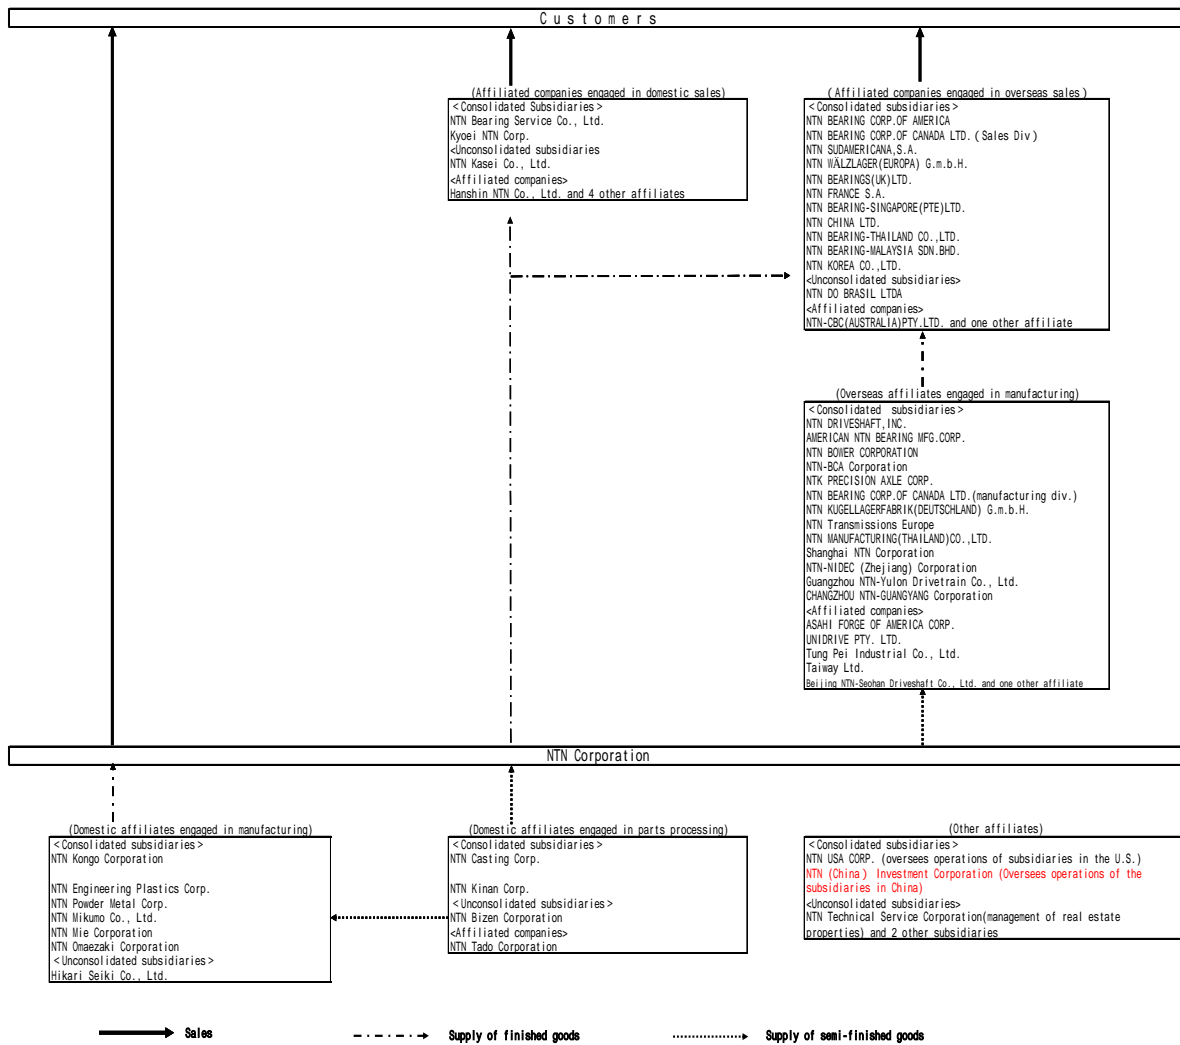 Customers
(Affiliated companies engaged in domestic sales)
<Consolidated Subsidiaries>
NTN Bearing Service Co., Ltd.
Kyoei NTN Corp.
<Unconsolidated subsidiaries
NTN Kasei Co., Ltd.
<Affiliated companies>
Hanshin NTN Co., Ltd. and 4 other affiliates
(Affiliated companies engaged in overseas sales)
<Consolidated subsidiaries>
NTN BEARING CORP.OF AMERICA
NTN BEARING CORP.OF CANADA LTD.(Sales Div)
NTN SUDAMERICANA,S.A.
NTN WÄLZLAGER(EUROPA) G.m.b.H.
NTN BEARINGS(UK)LTD.
NTN FRANCE S.A.
NTN BEARING-SINGAPORE(PTE)LTD.
NTN CHINA LTD.
NTN BEARING-THAILAND CO.,LTD.
NTN BEARING-MALAYSIA SDN.BHD.
NTN KOREA CO.,LTD.
<Unconsolidated subsidiaries>
NTN DO BRASIL LTDA
<Affiliated companies>
NTN-CBC(AUSTRALIA)PTY.LTD. and one other affiliate
(Overseas affiliates engaged in manufacturing)
<Consolidated subsidiaries>
NTN DRIVESHAFT,INC.
AMERICAN NTN BEARING MFG.CORP.
NTN BOWER CORPORATION
NTN-BCA Corporation
NTK PRECISION AXLE CORP.
NTN BEARING CORP.OF CANADA LTD.(manufacturing div.)
NTN KUGELLAGERFABRIK(DEUTSCHLAND) G.m.b.H.
NTN Transmissions Europe
NTN MANUFACTURING(THAILAND)CO.,LTD.
Shanghai NTN Corporation
NTN-NIDEC (Zhejiang) Corporation
Guangzhou NTN-Yulon Drivetrain Co., Ltd.
CHANGZHOU NTN-GUANGYANG Corporation
<Affiliated companies>
ASAHI FORGE OF AMERICA CORP.
UNIDRIVE PTY. LTD.
Tung Pei Industrial Co., Ltd.
Taiway Ltd.
Beijing NTN-Seohan Driveshaft Co., Ltd. and one other affiliate
NTN Corporation
(Domestic affiliates engaged in manufacturing)
<Consolidated subsidiaries>
NTN Kongo Corporation
NTN Engineering Plastics Corp.
NTN Powder Metal Corp.
NTN Mikumo Co., Ltd.
NTN Mie Corporation
NTN Omaezaki Corporation
<Unconsolidated subsidiaries>
Hikari Seiki Co., Ltd.
(Domestic affiliates engaged in parts processing)
<Consolidated subsidiaries>
NTN Casting Corp.
NTN Kinan Corp.
<Unconsolidated subsidiaries>
NTN Bizen Corporation
<Affiliated companies>
NTN Tado Corporation
(Other affiliates)
<Consolidated subsidiaries>
NTN USA CORP. (oversees operations of subsidiaries in the U.S.)
NTN (China) Investment Corporation (Oversees operations of the
subsidiaries in China)
<Unconsolidated subsidiaries>
NTN Technical Service Corporation(management of real estate
properties) and 2 other subsidiaries
Sales
Supply of finished goods
Supply of semi-finished goods